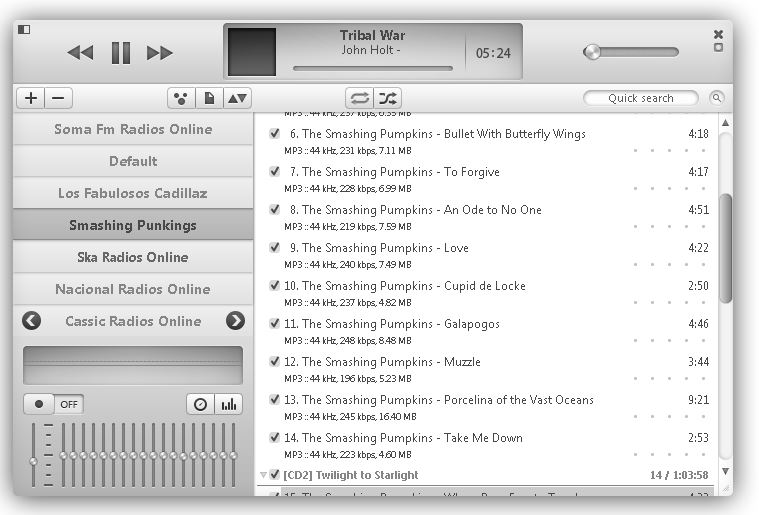 Tribal War
John Holt -
05:24
Quick search
Soma Fm Radios Online
Default
Los Fabulosos Cadillaz
Smashing Punkings
Ska Radios Online
Nacional Radios Online
Cassic Radios Online
OFF
MP3 :: 44 kHz, 237 kbps, 6.35 MB
6. The Smashing Pumpkins - Bullet With Butterfly Wings 4:18
MP3 :: 44 kHz, 231 kbps, 7.11 MB
7. The Smashing Pumpkins - To Forgive 4:17
MP3 :: 44 kHz, 228 kbps, 6.99 MB
8. The Smashing Pumpkins - An Ode to No One 4:51
MP3 :: 44 kHz, 219 kbps, 7.59 MB
9. The Smashing Pumpkins - Love 4:22
MP3 :: 44 kHz, 240 kbps, 7.49 MB
10. The Smashing Pumpkins - Cupid de Locke 2:50
MP3 :: 44 kHz, 237 kbps, 4.82 MB
11. The Smashing Pumpkins - Galapogos 4:46
MP3 :: 44 kHz, 248 kbps, 8.48 MB
12. The Smashing Pumpkins - Muzzle 3:44
MP3 :: 44 kHz, 196 kbps, 5.23 MB
13. The Smashing Pumpkins - Porcelina of the Vast Oceans 9:21
MP3 :: 44 kHz, 245 kbps, 16.40 MB
14. The Smashing Pumpkins - Take Me Down 2:53
MP3 :: 44 kHz, 223 kbps, 4.60 MB
[CD2] Twilight to Starlight 14 / 1:03:58
15. The Smashing Pumpkins -